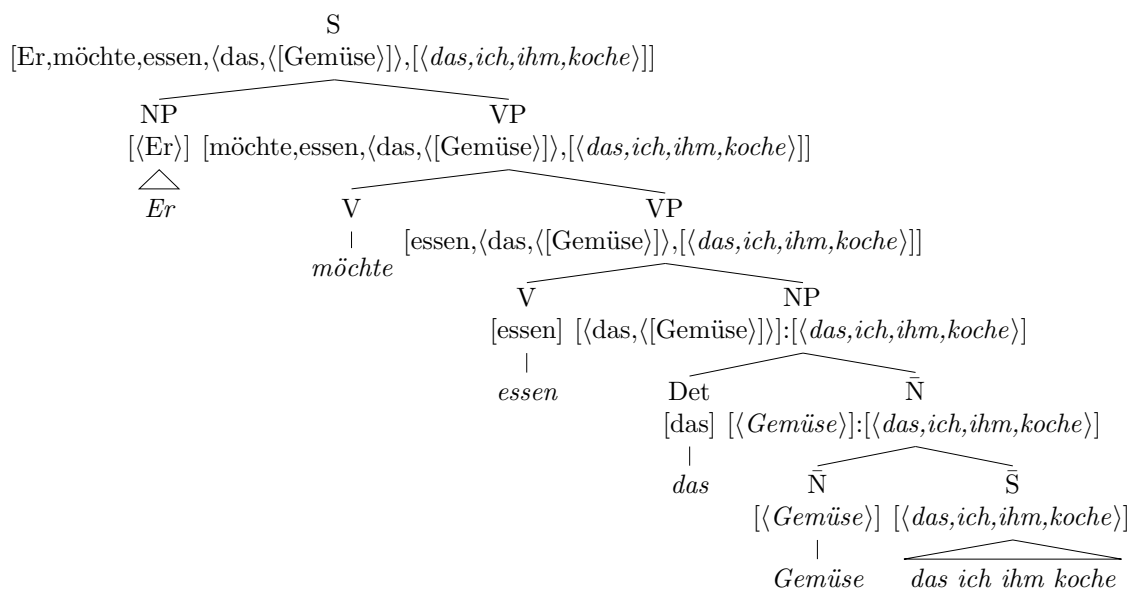 S
[Er,möchte,essen,⟨das,⟨[Gemüse⟩]⟩,[⟨das,ich,ihm,koche⟩]]
NP VP
[⟨Er⟩] [möchte,essen,⟨das,⟨[Gemüse⟩]⟩,[⟨das,ich,ihm,koche⟩]]
Er V VP
[essen,⟨das,⟨[Gemüse⟩]⟩,[⟨das,ich,ihm,koche⟩]]
möchte
V NP
[essen] [⟨das,⟨[Gemüse⟩]⟩]:[⟨das,ich,ihm,koche⟩]
essen Det N̄
[das] [⟨Gemüse⟩]:[⟨das,ich,ihm,koche⟩]
das N̄ S̄
[⟨Gemüse⟩] [⟨das,ich,ihm,koche⟩]
Gemüse das ich ihm koche